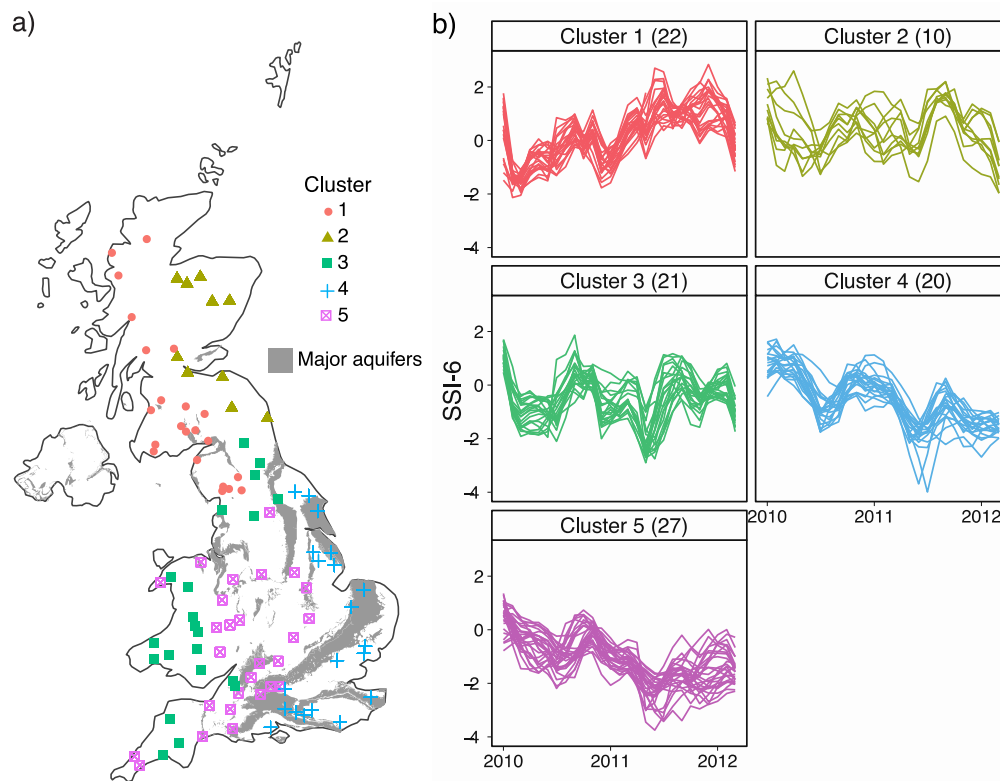 a)
Cluster
1
2
3
4
5
Major aquifers
b)
Cluster 1 (22)
Cluster 2 (10)
2
0
−2
−4
Cluster 3 (21)
Cluster 4 (20)
SSI-6
2
0
−2
−4
2010
2011
2012
Cluster 5 (27)
2
0
−2
−4
2010
2011
2012